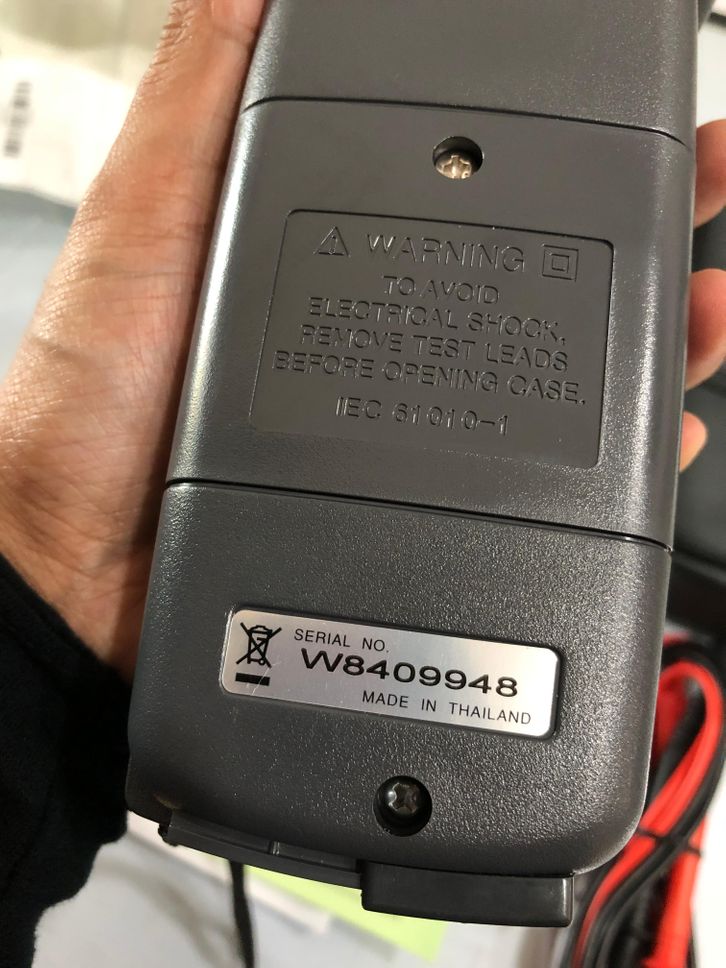 WARNING
TO AVOID
ELECTRICAL SHOCK,
REMOVE TEST LEADS
BEFORE OPENING CASE.
IEC 61010-1
SERIAL NO.
W8409948
MADE IN THAILAND